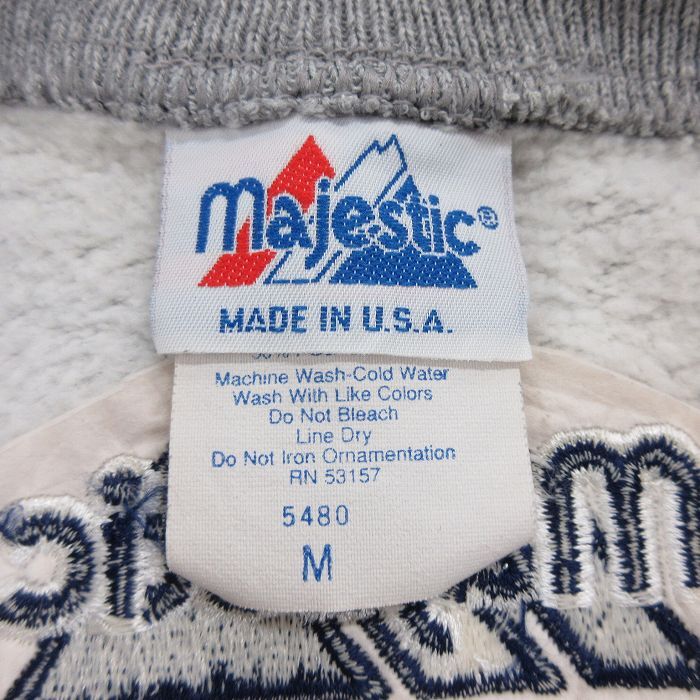 majestic®
MADE IN U.S.A.
Machine Wash-Cold Water
Wash With Like Colors
Do Not Bleach
Line Dry
Do Not Iron Ornamentation
RN 53157
5480
M